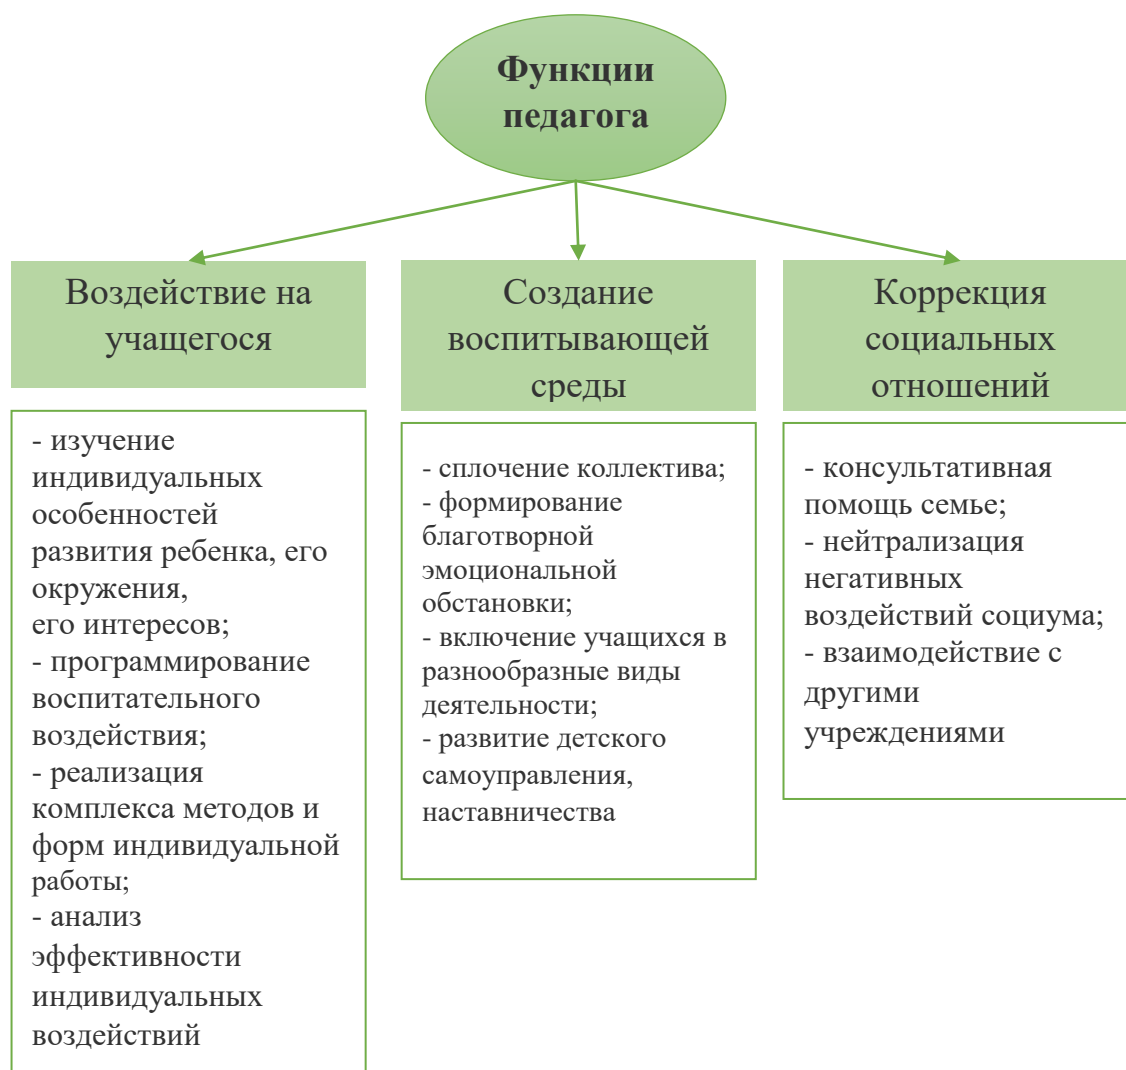 Функции
педагога
Воздействие на
учащегося
- изучение
индивидуальных
особенностей
развития ребенка, его
окружения,
его интересов;
- программирование
воспитательного
воздействия;
- реализация
комплекса методов и
форм индивидуальной
работы;
- анализ
эффективности
индивидуальных
воздействий
Создание
воспитывающей
среды
- сплочение коллектива;
- формирование
благотворной
эмоциональной
обстановки;
- включение учащихся в
разнообразные виды
деятельности;
- развитие детского
самоуправления,
наставничества
Коррекция
социальных
отношений
- консультативная
помощь семье;
- нейтрализация
негативных
воздействий социума;
- взаимодействие с
другими
учреждениями